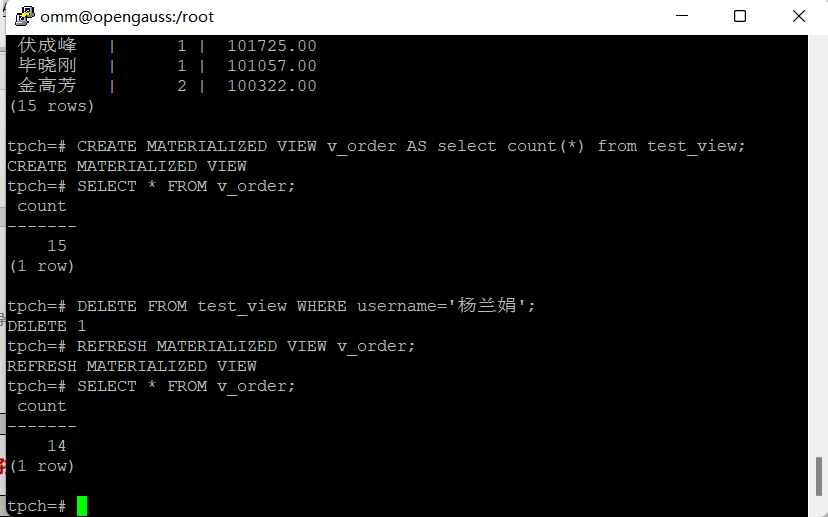 omm@opengauss:/root
伏成峰 | 1 | 101725.00
毕晓刚 | 1 | 101057.00
金高芳 | 2 | 100322.00
(15 rows)
tpch=# CREATE MATERIALIZED VIEW v_order AS select count(*) from test_view;
CREATE MATERIALIZED VIEW
tpch=# SELECT * FROM v_order;
count
-------
15
(1 row)
tpch=# DELETE FROM test_view WHERE username='杨兰娟';
DELETE 1
tpch=# REFRESH MATERIALIZED VIEW v_order;
REFRESH MATERIALIZED VIEW
tpch=# SELECT * FROM v_order;
count
-------
14
(1 row)
tpch=#